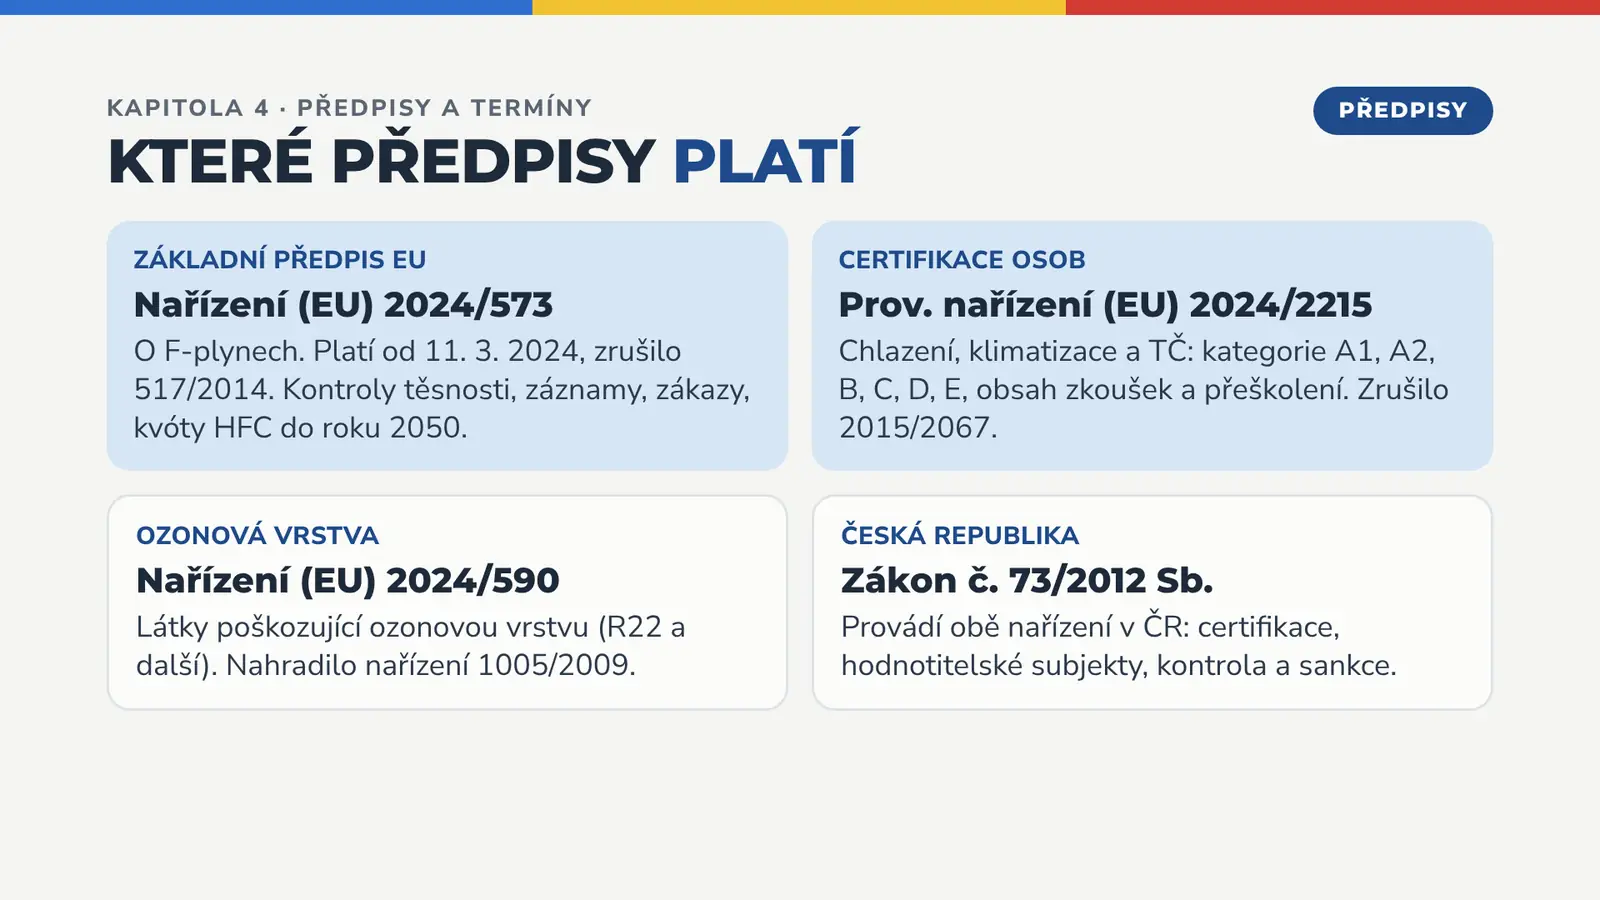 KAPITOLA 4 · PŘEDPISY A TERMÍNY
PŘEDPISY
KTERÉ PŘEDPISY PLATÍ
ZÁKLADNÍ PŘEDPIS EU
Nařízení (EU) 2024/573
O F-plynech. Platí od 11. 3. 2024, zrušilo
517/2014. Kontroly těsnosti, záznamy, zákazy,
kvóty HFC do roku 2050.
CERTIFIKACE OSOB
Prov. nařízení (EU) 2024/2215
Chlazení, klimatizace a TČ: kategorie A1, A2,
B, C, D, E, obsah zkoušek a přeškolení. Zrušilo
2015/2067.
OZONOVÁ VRSTVA
Nařízení (EU) 2024/590
Látky poškozující ozonovou vrstvu (R22 a
další). Nahradilo nařízení 1005/2009.
ČESKÁ REPUBLIKA
Zákon č. 73/2012 Sb.
Provádí obě nařízení v ČR: certifikace,
hodnotitelské subjekty, kontrola a sankce.